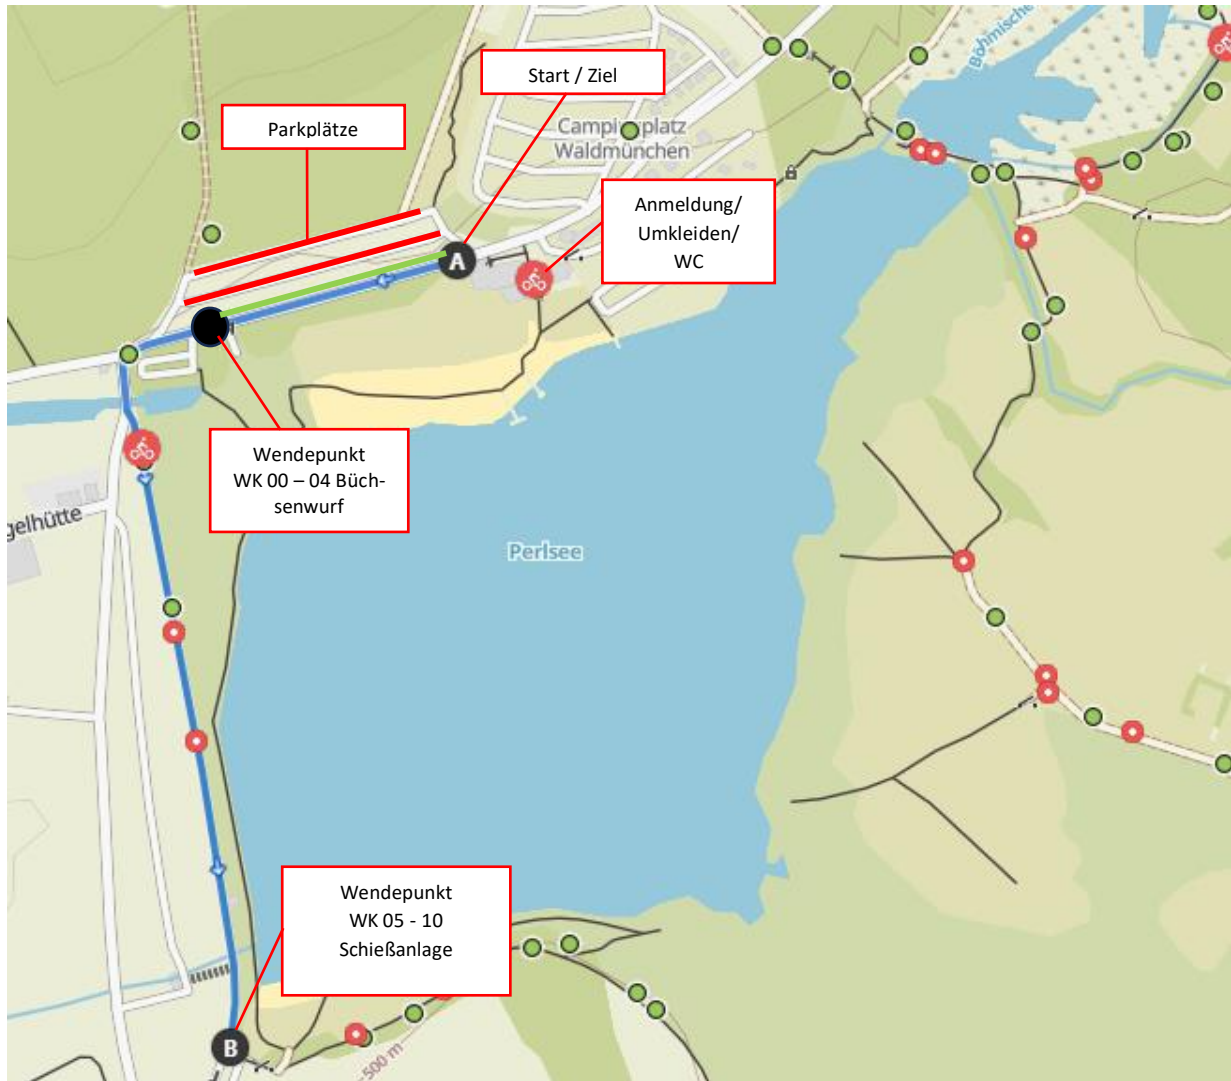 Start / Ziel
Parkplätze
Böhmische
Campingplatz
Waldmünchen
Anmeldung/
Umkleiden/
WC
A
Wendepunkt
WK 00 – 04 Büch-
senwurf
gelhütte
Perlsee
Wendepunkt
WK 05 - 10
Schießanlage
B
500 m